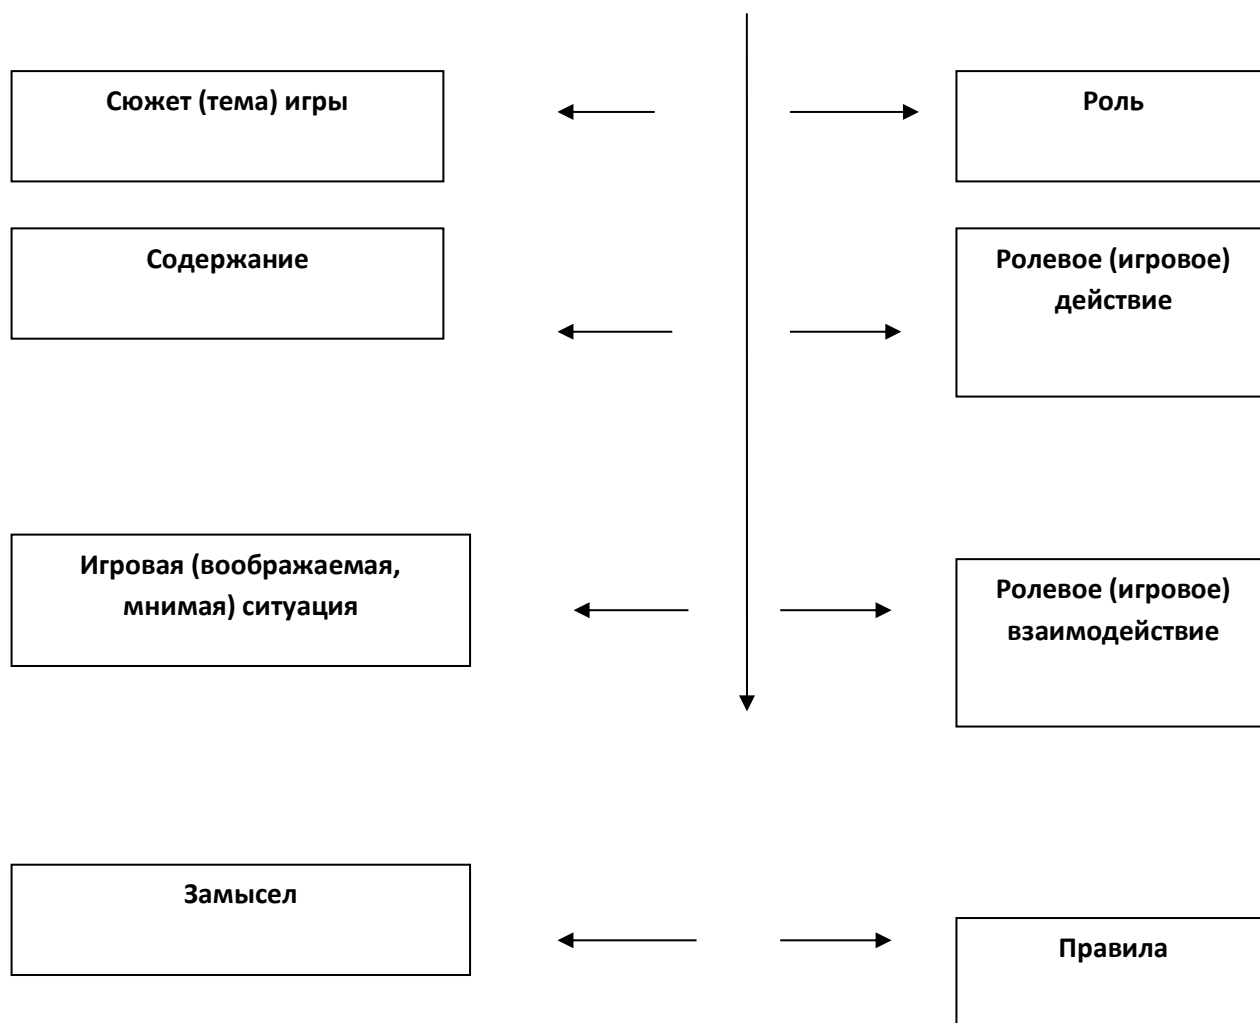 Сюжет (тема) игры
Роль
Содержание
Ролевое (игровое)
действие
Игровая (воображаемая,
мнимая) ситуация
Ролевое (игровое)
взаимодействие
Замысел
Правила